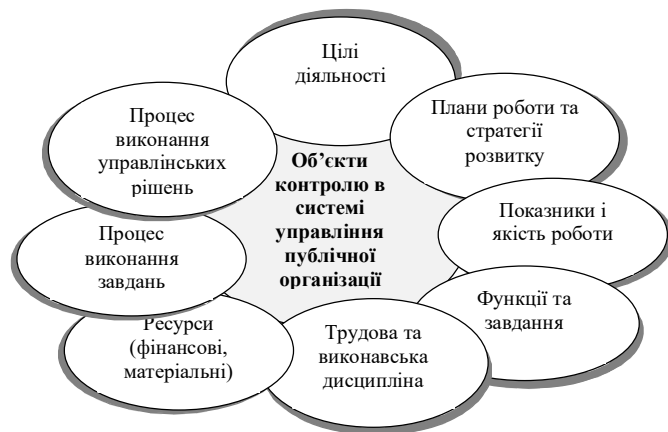 Цілі
діяльності
Плани роботи та
стратегії
розвитку
Показники і
якість роботи
Функції та
завдання
Трудова та
виконавська
дисципліна
Ресурси
(фінансові,
матеріальні)
Процес
виконання
завдань
Процес
виконання
управлінських
рішень
Об’єкти
контролю в
системі
управління
публічної
організації